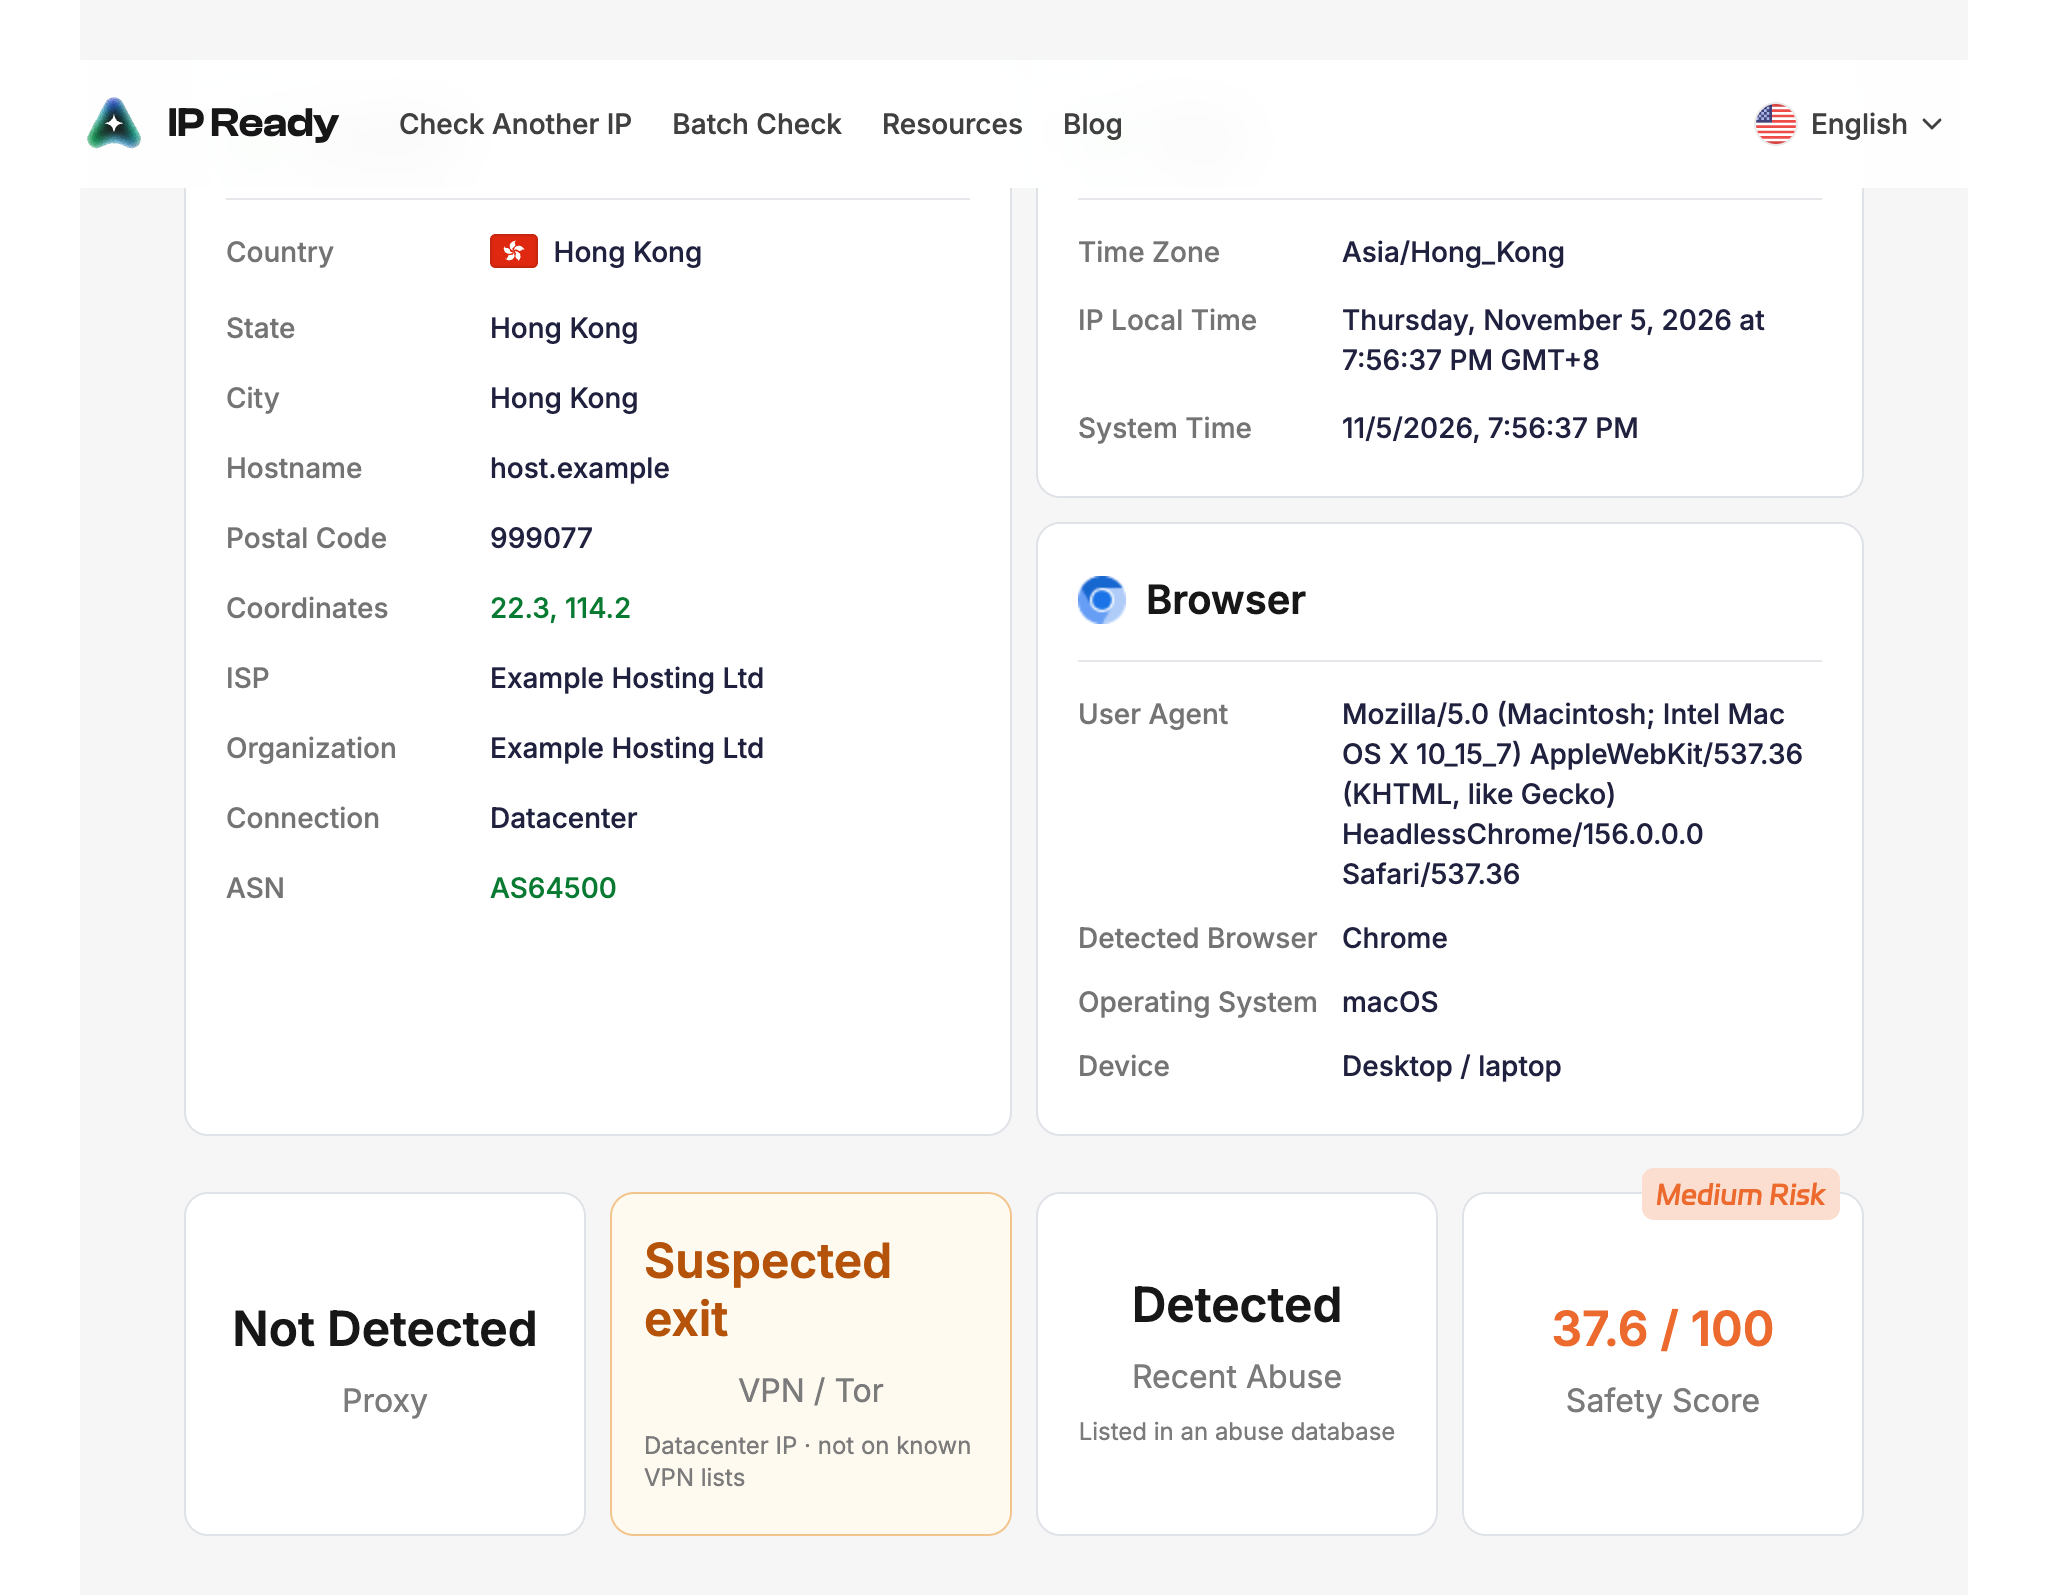 IP Ready
Check Another IP
Batch Check
Resources
Blog
English
Country
Hong Kong
State
Hong Kong
City
Hong Kong
Hostname
host.example
Postal Code
999077
Coordinates
22.3, 114.2
ISP
Example Hosting Ltd
Organization
Example Hosting Ltd
Connection
Datacenter
ASN
AS64500
Time Zone
Asia/Hong_Kong
IP Local Time
Thursday, November 5, 2026 at
7:56:37 PM GMT+8
System Time
11/5/2026, 7:56:37 PM
Browser
User Agent
Mozilla/5.0 (Macintosh; Intel Mac
OS X 10_15_7) AppleWebKit/537.36
(KHTML, like Gecko)
HeadlessChrome/156.0.0.0
Safari/537.36
Detected Browser
Chrome
Operating System
macOS
Device
Desktop / laptop
Not Detected
Proxy
Suspected
exit
VPN / Tor
Datacenter IP · not on known
VPN lists
Detected
Recent Abuse
Listed in an abuse database
Medium Risk
37.6 / 100
Safety Score